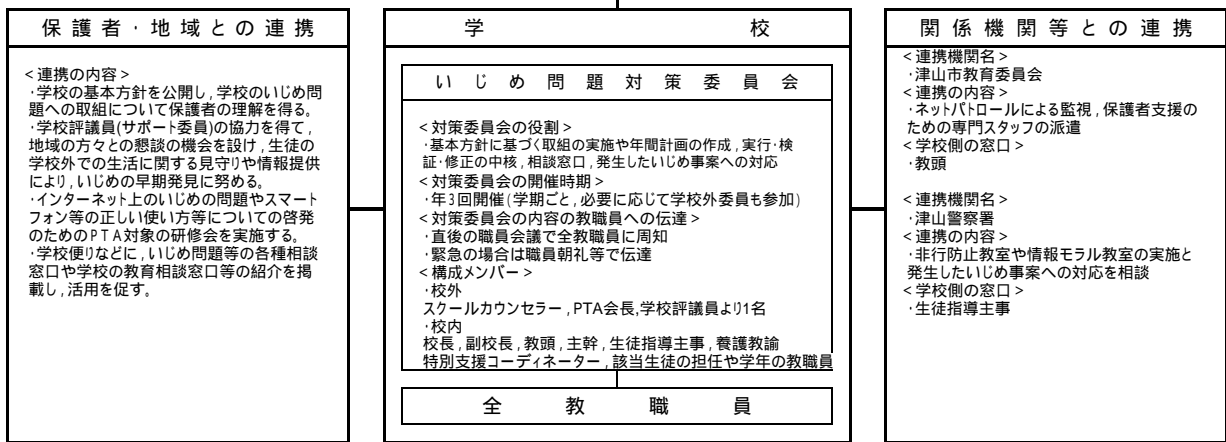 保護者・地域との連携
<連携の内容>
・学校の基本方針を公開し,学校のいじめ問
題への取組について保護者の理解を得る。
・学校評議員(サポート委員)の協力を得て,
地域の方々との懇談の機会を設け,生徒の
学校外での生活に関する見守りや情報提供
により,いじめの早期発見に努める。
・インターネット上のいじめの問題やスマート
フォン等の正しい使い方等についての啓発
のためのPTA対象の研修会を実施する。
・学校便りなどに,いじめ問題等の各種相談
窓口や学校の教育相談窓口等の紹介を掲
載し,活用を促す。
学校
いじめ問題対策委員会
<対策委員会の役割>
・基本方針に基づく取組の実施や年間計画の作成,実行・検
証・修正の中核,相談窓口,発生したいじめ事案への対応
<対策委員会の開催時期>
・年3回開催(学期ごと,必要に応じて学校外委員も参加)
<対策委員会の内容の教職員への伝達>
・直後の職員会議で全教職員に周知
・緊急の場合は職員朝礼等で伝達
<構成メンバー>
・校外
スクールカウンセラー,PTA会長,学校評議員より1名
・校内
校長,副校長,教頭,主幹,生徒指導主事,養護教諭
特別支援コーディネーター,該当生徒の担任や学年の教職員
全教職員
関係機関等との連携
<連携機関名>
・津山市教育委員会
<連携の内容>
・ネットパトロールによる監視,保護者支援の
ための専門スタッフの派遣
<学校側の窓口>
・教頭
<連携機関名>
・津山警察署
<連携の内容>
・非行防止教室や情報モラル教室の実施と
発生したいじめ事案への対応を相談
<学校側の窓口>
・生徒指導主事